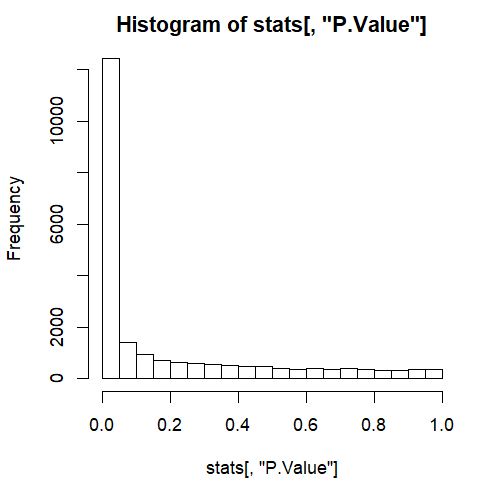 Histogram of stats[, "P.Value"]
Frequency
10000
6000
2000
0
0.0 0.2 0.4 0.6 0.8 1.0
stats[, "P.Value"]